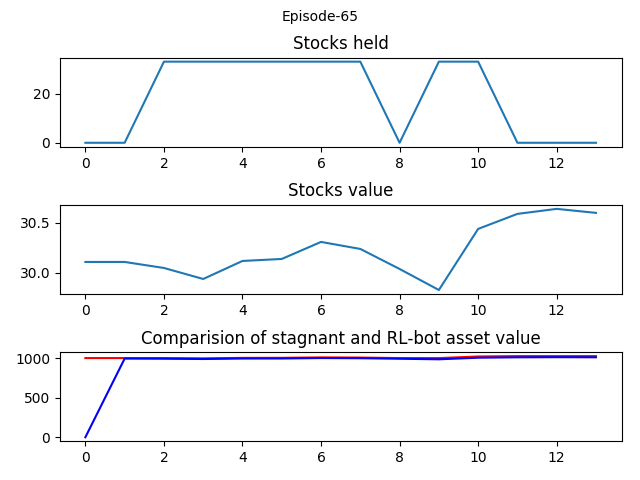 Episode-65
Stocks held
20
0
0 2 4 6 8 10 12
Stocks value
30.5
30.0
0 2 4 6 8 10 12
Comparision of stagnant and RL-bot asset value
1000
500
0
0 2 4 6 8 10 12